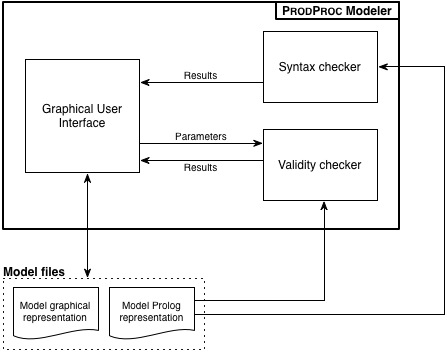 PRODPROC Modeler
Syntax checker
Results
Graphical User
Interface
Parameters
Results
Validity checker
Model files
Model graphical
representation
Model Prolog
representation